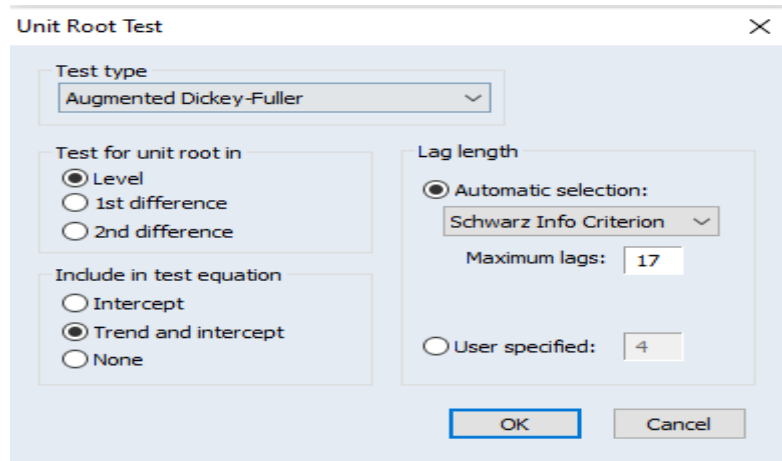 Unit Root Test
Test type
Augmented Dickey-Fuller
Test for unit root in
Level
1st difference
2nd difference
Include in test equation
Intercept
Trend and intercept
None
Lag length
Automatic selection:
Schwarz Info Criterion
Maximum lags: 17
User specified: 4
OK Cancel